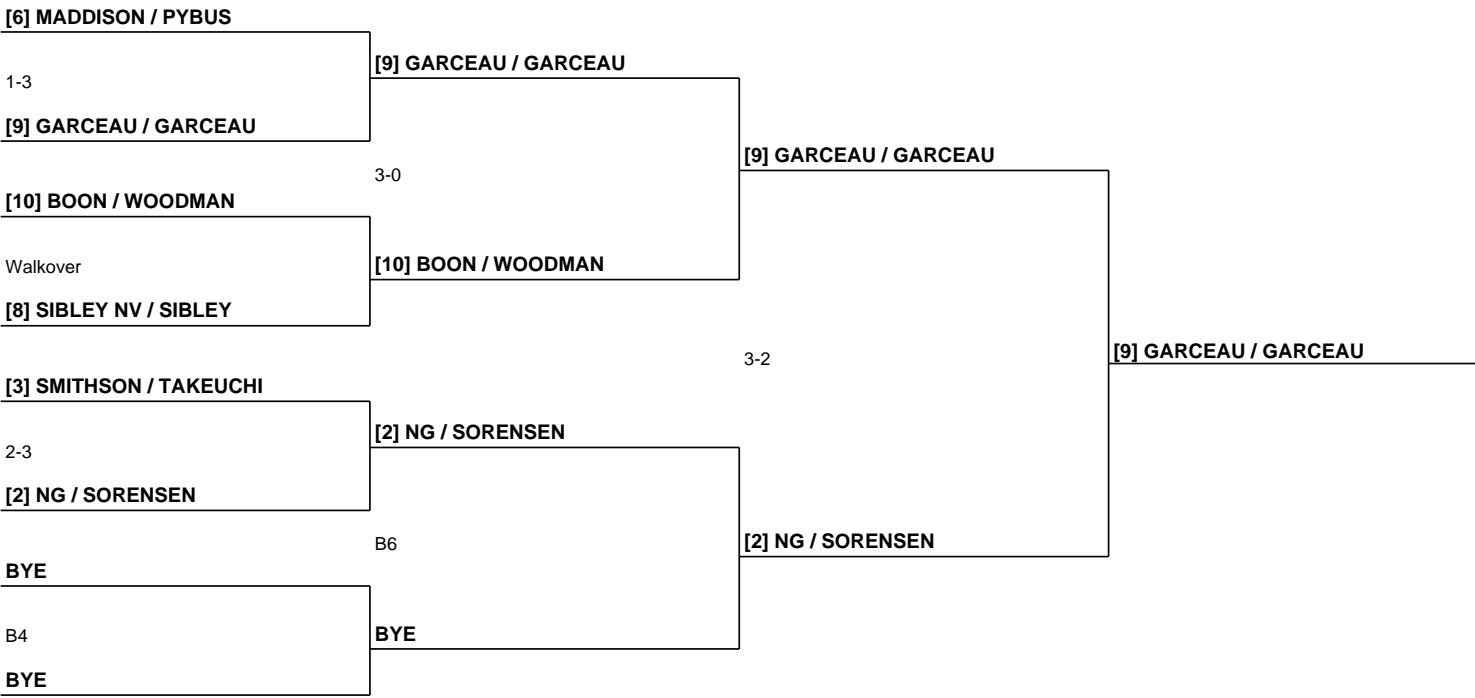 [6] MADDISON / PYBUS
[9] GARCEAU / GARCEAU
1-3
[9] GARCEAU / GARCEAU
[9] GARCEAU / GARCEAU
3-0
[10] BOON / WOODMAN
Walkover
[10] BOON / WOODMAN
[8] SIBLEY NV / SIBLEY
[9] GARCEAU / GARCEAU
3-2
[3] SMITHSON / TAKEUCHI
[2] NG / SORENSEN
2-3
[2] NG / SORENSEN
B6
[2] NG / SORENSEN
BYE
B4
BYE
BYE